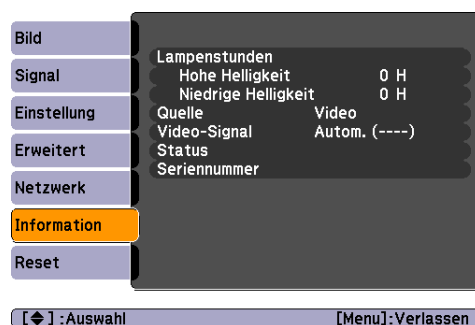 Bild
Signal
Einstellung
Erweitert
Netzwerk
Information
Reset
Lampenstunden
Hohe Helligkeit 0 H
Niedrige Helligkeit 0 H
Quelle Video
Video-Signal Autom. (----)
Status
Seriennummer
[◆] :Auswahl [Menu]:Verlassen